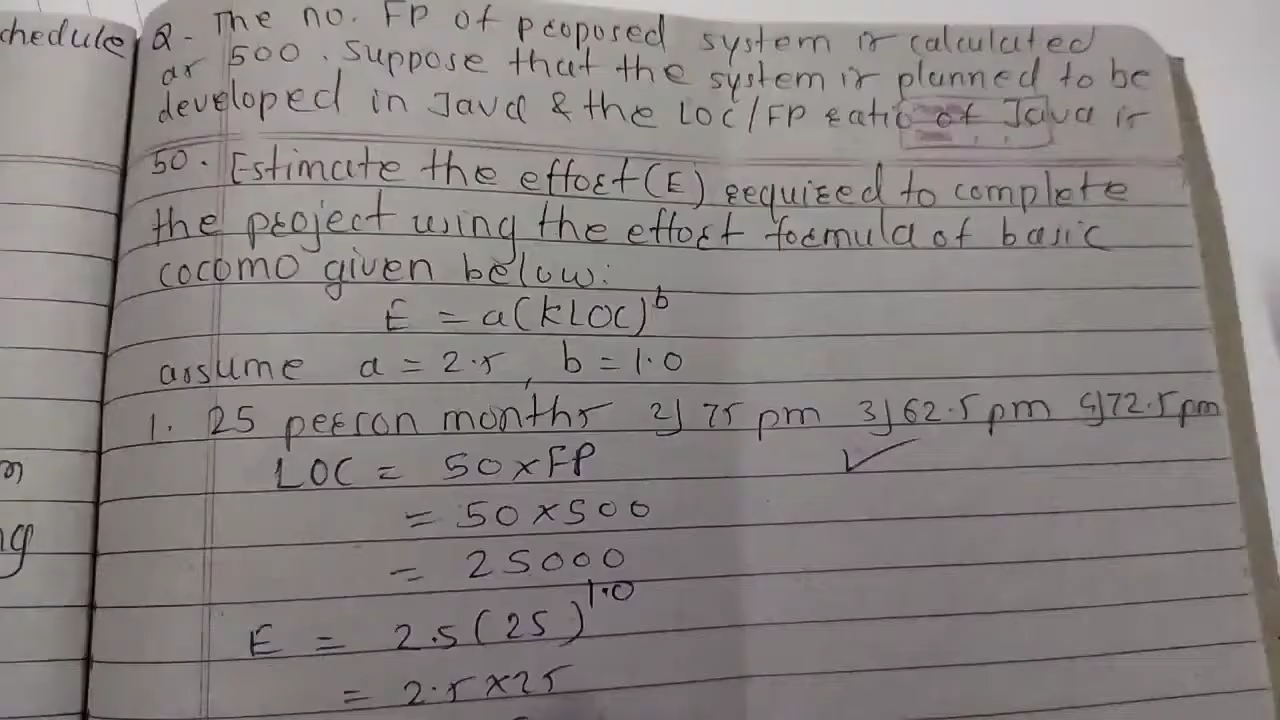 chedule
Q- The no. FP of proposed system is calculated
as 500. Suppose that the system is planned to be
developed in Java & the LOC/FP ratio of Java is
50. Estimate the effort(E) required to complete
the project using the effort formula of basic
cocomo given below:
E = a(KLOC)^b
assume a = 2.5, b = 1.0
1. 25 person months 2) 75 pm 3) 62.5 pm 4) 72.5 pm
LOC = 50 x FP
= 50 x 500
= 25000
E = 2.5(25)^1.0
= 2.5 x 25